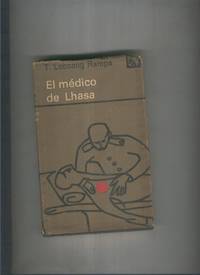 T. Lobsang Rampa
El médico
de Lhasa